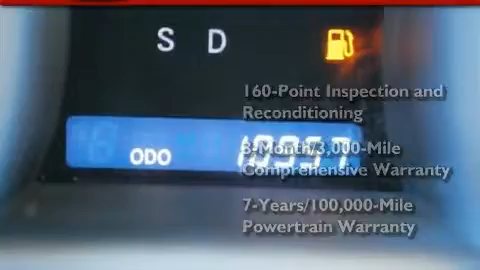 S D
160-Point Inspection and
Reconditioning
ODO
3-Month/3,000-Mile
Comprehensive Warranty
7-Years/100,000-Mile
Powertrain Warranty